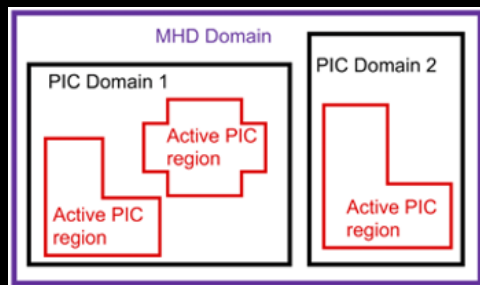 MHD Domain
PIC Domain 1
Active PIC
region
Active PIC
region
PIC Domain 2
Active PIC
region